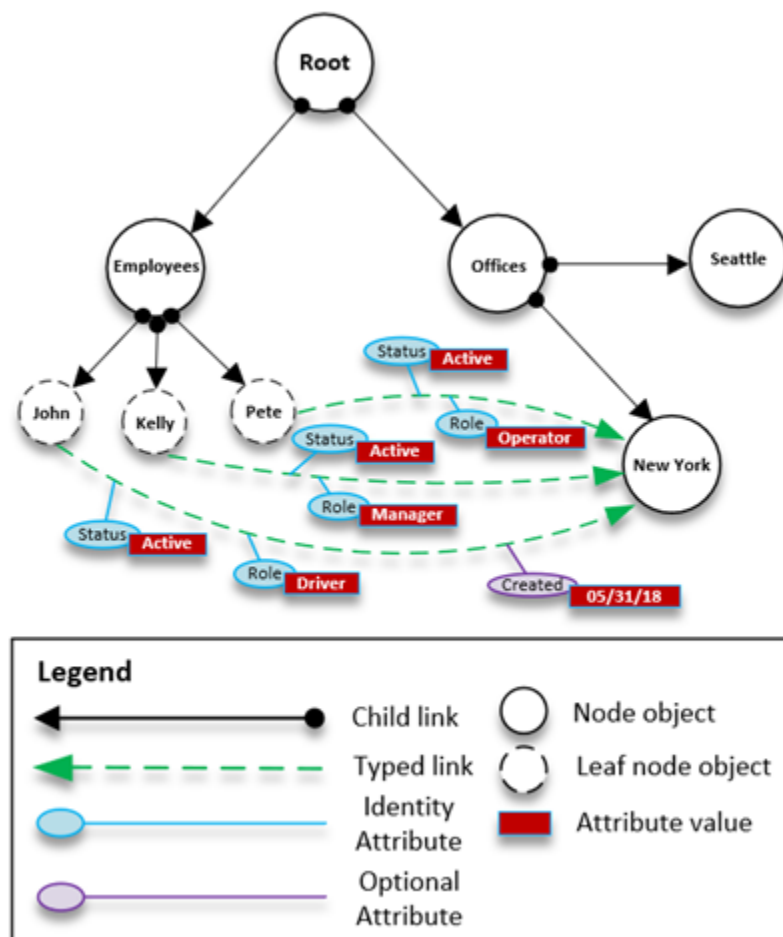 Root
Employees
Offices
Seattle
Status Active
John
Kelly
Pete
Role Operator
Status Active
New York
Role Manager
Status Active
Role Driver
Created 05/31/18
Legend
Child link
Node object
Typed link
Leaf node object
Identity
Attribute
Attribute value
Optional
Attribute